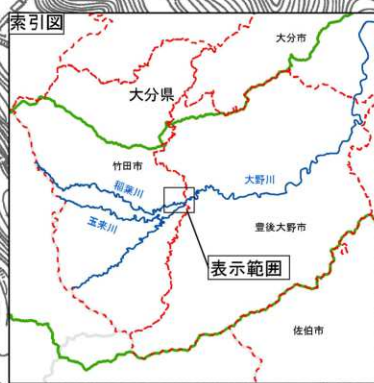 索引図
大分市
大分県
竹田市
稲葉川
大野川
玉来川
豊後大野市
表示範囲
佐伯市